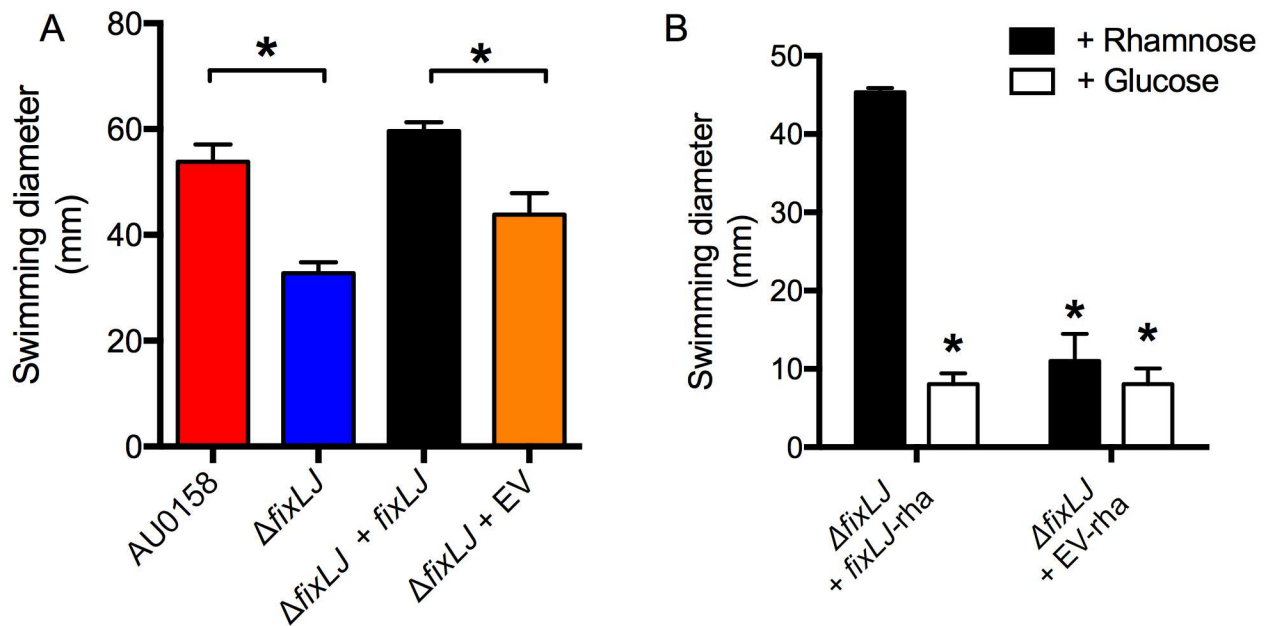 A
80
60
40
20
0
Swimming diameter
(mm)
*
*
AU0158
ΔfixLJ
ΔfixLJ + fixLJ
ΔfixLJ + EV
B
+ Rhamnose
+ Glucose
50
40
30
20
10
0
Swimming diameter
(mm)
*
*
*
ΔfixLJ
+ fixLJ-rha
ΔfixLJ
+ EV-rha